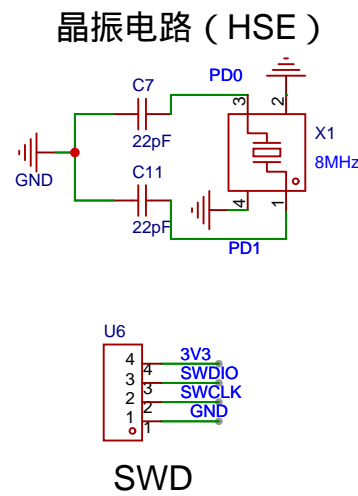 晶振电路（HSE）
C7
PD0
22pF
3
2
X1
8MHz
GND
C11
22pF
4
1
PD1
U6
4
4
3V3
3
3
SWDIO
2
2
SWCLK
1
1
GND
SWD